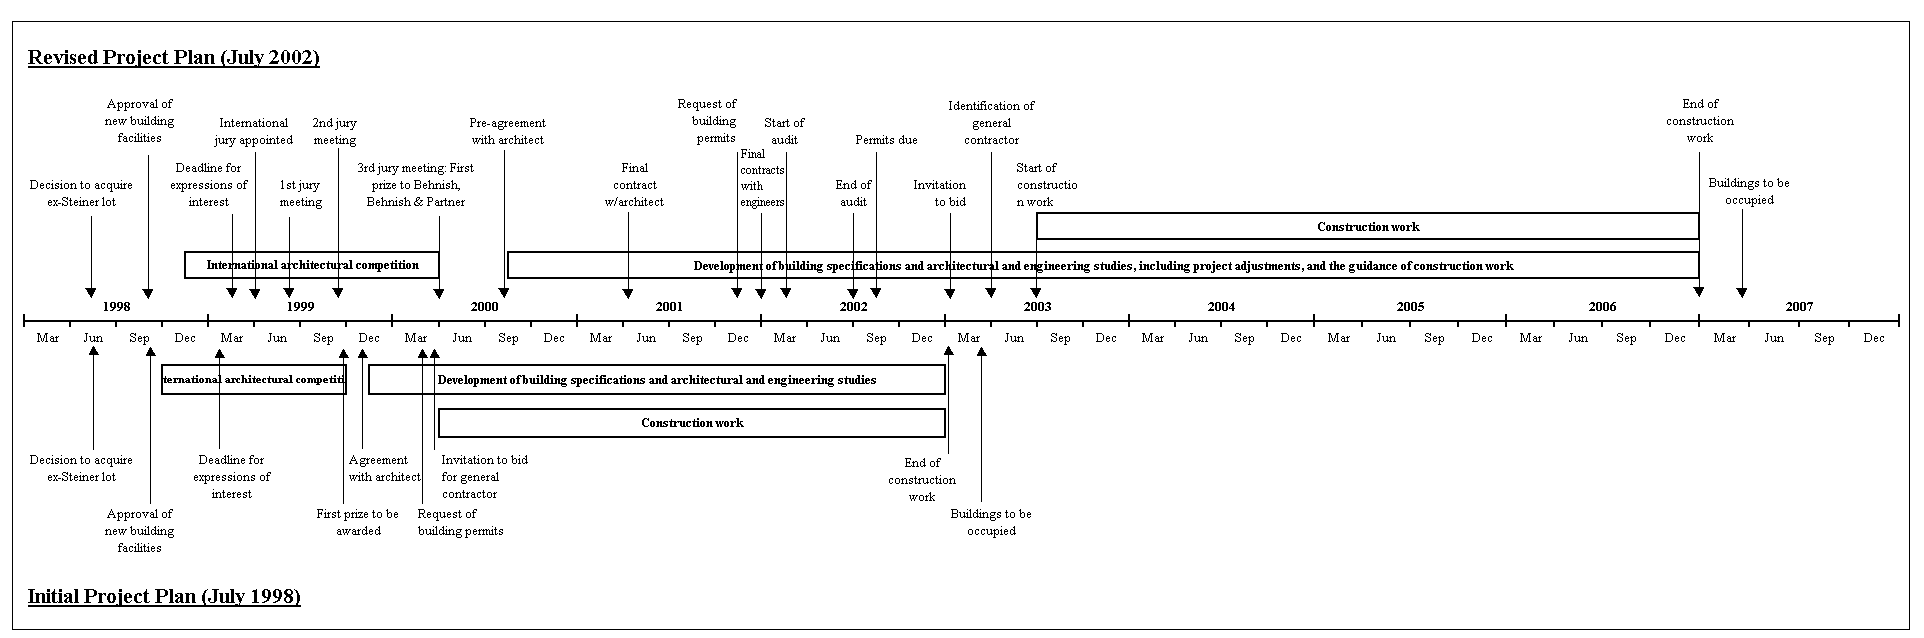 Revised Project Plan (July 2002)
Approval of
new building
facilities
International
jury appointed
2nd jury
meeting
Pre-agreement
with architect
Request of
building
permits
Start of
audit
Permits due
Identification of
general
contractor
End of
construction
work
Decision to acquire
ex-Steiner lot
Deadline for
expressions of
interest
1st jury
meeting
3rd jury meeting: First
prize to Behnish,
Behnish & Partner
Final
contract
w/architect
Final
contracts
with
engineers
End of
audit
Invitation
to bid
Start of
constructio
n work
Buildings to be
occupied
Construction work
International architectural competition
Development of building specifications and architectural and engineering studies, including project adjustments, and the guidance of construction work
1998 1999 2000 2001 2002 2003 2004 2005 2006 2007
Mar Jun Sep Dec Mar Jun Sep Dec Mar Jun Sep Dec Mar Jun Sep Dec Mar Jun Sep Dec Mar Jun Sep Dec Mar Jun Sep Dec Mar Jun Sep Dec Mar Jun Sep Dec Mar Jun Sep Dec
ternational architectural competiti
Development of building specifications and architectural and engineering studies
Construction work
Decision to acquire
ex-Steiner lot
Deadline for
expressions of
interest
Agreement
with architect
Invitation to bid
for general
contractor
End of
construction
work
Approval of
new building
facilities
First prize to be
awarded
Request of
building permits
Buildings to be
occupied
Initial Project Plan (July 1998)